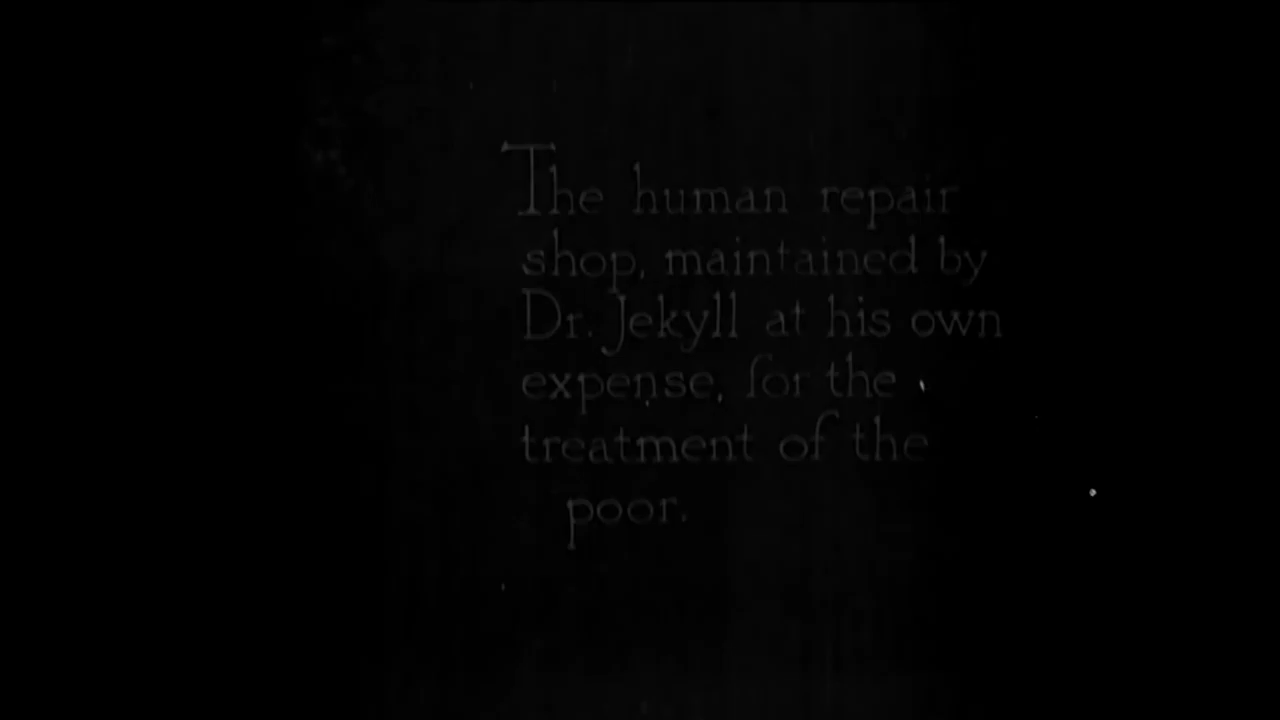 The human repair
shop, maintained by
Dr. Jekyll at his own
expense, for the
treatment of the
poor.